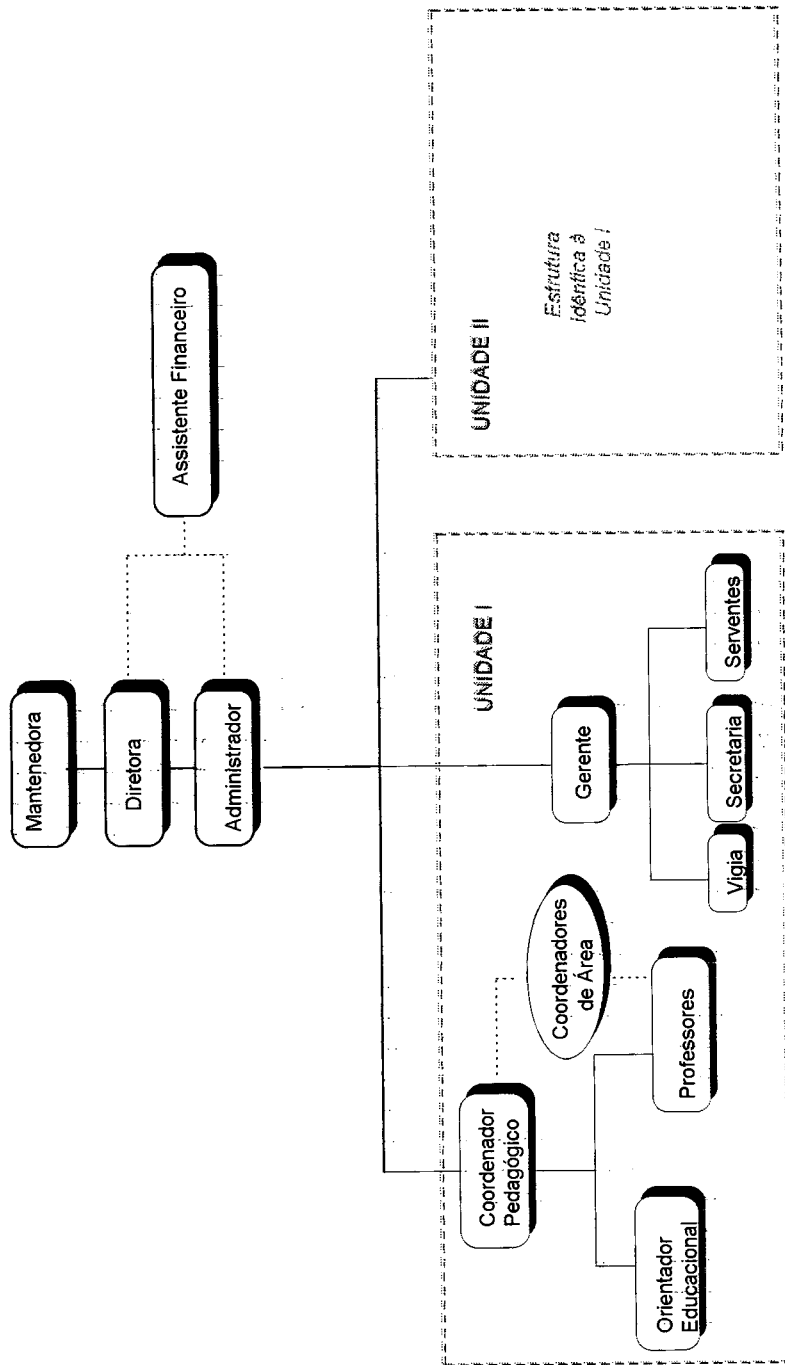 Mantenedora
Diretora
Administrador
Assistente Financeiro
UNIDADE I
Coordenador
Pedagógico
Coordenadores
de Área
Orientador
Educacional
Professores
Gerente
Vigia
Secretaria
Serventes
UNIDADE II
Estrutura
idêntica à
Unidade I